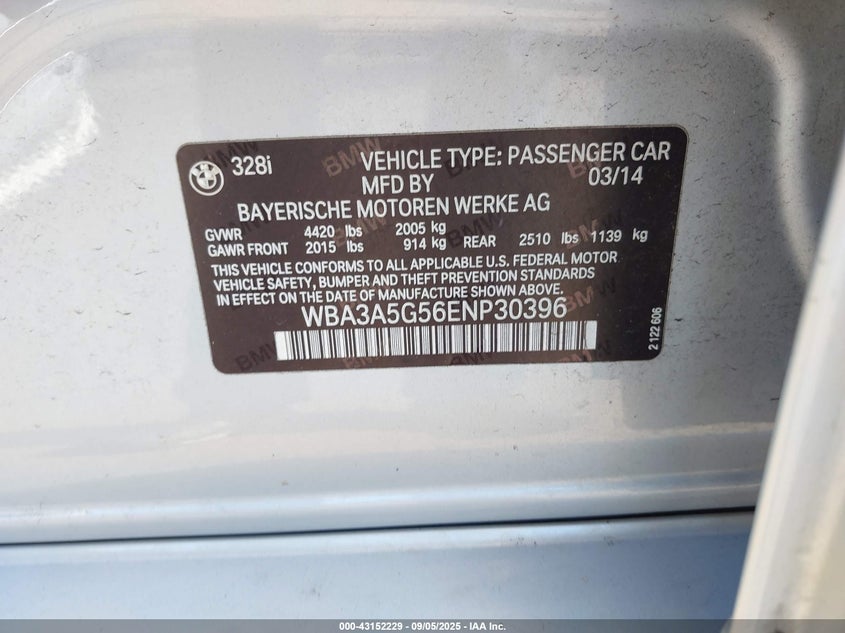 328i VEHICLE TYPE: PASSENGER CAR
MFD BY 03/14
BAYERISCHE MOTOREN WERKE AG
GVWR 4420 lbs 2005 kg
GAWR FRONT 2015 lbs 914 kg REAR 2510 lbs 1139 kg
THIS VEHICLE CONFORMS TO ALL APPLICABLE U.S. FEDERAL MOTOR
VEHICLE SAFETY, BUMPER AND THEFT PREVENTION STANDARDS
IN EFFECT ON THE DATE OF MANUFACTURE SHOWN ABOVE.
WBA3A5G56ENP30396
2 122 606
000-43152229 - 09/05/2025 - IAA Inc.